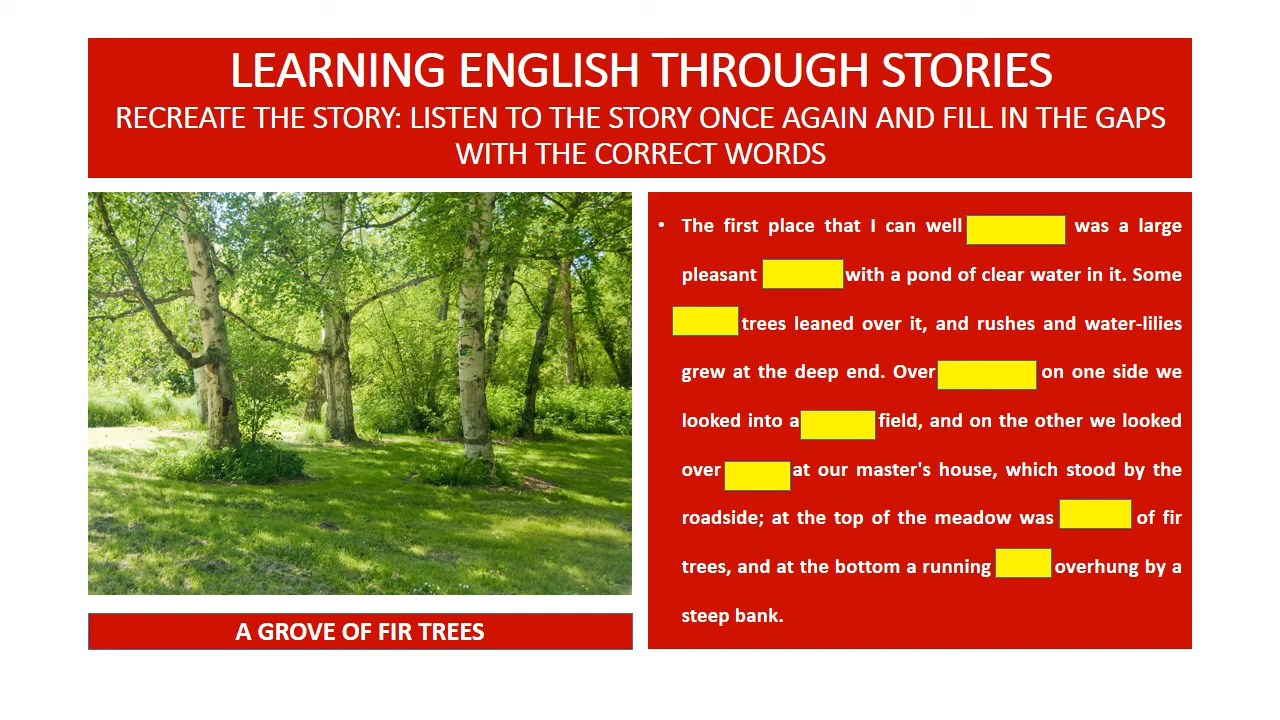 LEARNING ENGLISH THROUGH STORIES
RECREATE THE STORY: LISTEN TO THE STORY ONCE AGAIN AND FILL IN THE GAPS
WITH THE CORRECT WORDS
• The first place that I can well was a large
pleasant with a pond of clear water in it. Some
trees leaned over it, and rushes and water-lilies
grew at the deep end. Over on one side we
looked into a field, and on the other we looked
over at our master's house, which stood by the
roadside; at the top of the meadow was of fir
trees, and at the bottom a running overhung by a
steep bank.
A GROVE OF FIR TREES